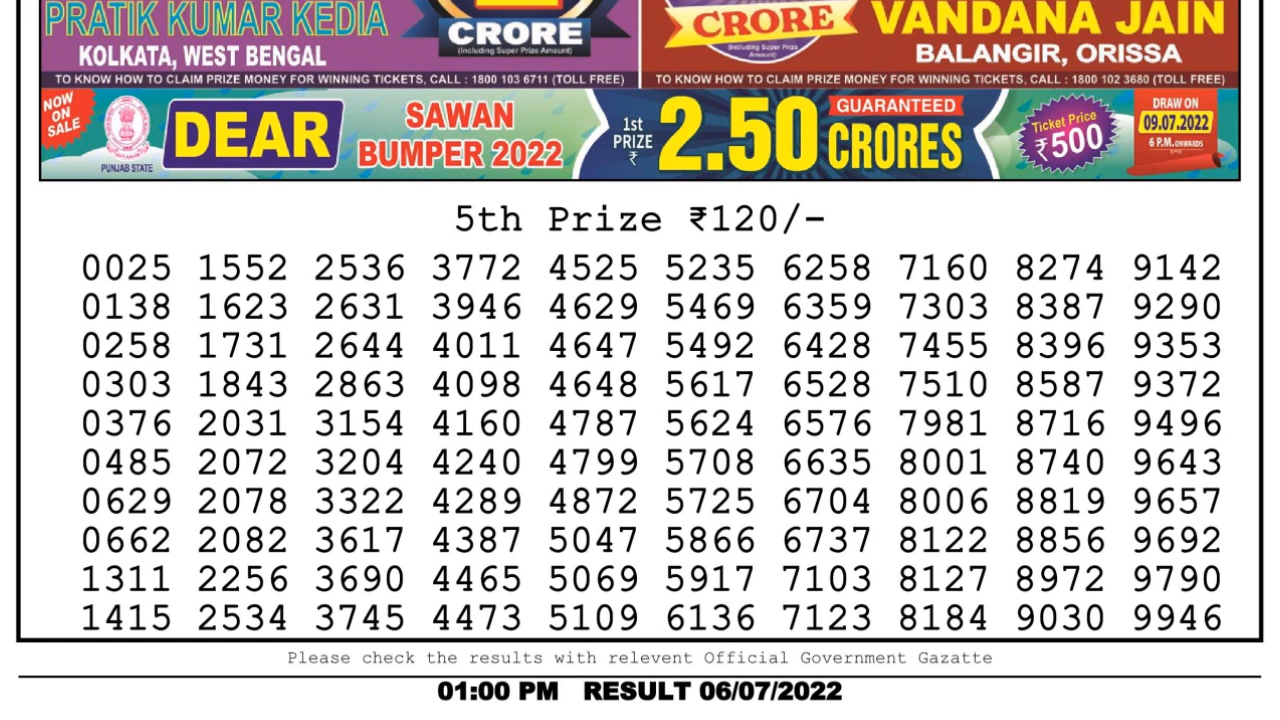 PRATIK KUMAR KEDIA
KOLKATA, WEST BENGAL
CRORE
(Including Super Prize Amount)
TO KNOW HOW TO CLAIM PRIZE MONEY FOR WINNING TICKETS, CALL : 1800 103 6711 (TOLL FREE)
CRORE
(Including Super Prize
Amount)
VANDANA JAIN
BALANGIR, ORISSA
TO KNOW HOW TO CLAIM PRIZE MONEY FOR WINNING TICKETS, CALL : 1800 102 3680 (TOLL FREE)
NOW
ON
SALE
PUNJAB STATE
DEAR
SAWAN
BUMPER 2022
1st
PRIZE
₹
2.50
GUARANTEED
CRORES
Ticket Price
₹500
DRAW ON
09.07.2022
6 P.M. ONWARDS
5th Prize ₹120/-
0025 1552 2536 3772 4525 5235 6258 7160 8274 9142
0138 1623 2631 3946 4629 5469 6359 7303 8387 9290
0258 1731 2644 4011 4647 5492 6428 7455 8396 9353
0303 1843 2863 4098 4648 5617 6528 7510 8587 9372
0376 2031 3154 4160 4787 5624 6576 7981 8716 9496
0485 2072 3204 4240 4799 5708 6635 8001 8740 9643
0629 2078 3322 4289 4872 5725 6704 8006 8819 9657
0662 2082 3617 4387 5047 5866 6737 8122 8856 9692
1311 2256 3690 4465 5069 5917 7103 8127 8972 9790
1415 2534 3745 4473 5109 6136 7123 8184 9030 9946
Please check the results with relevent Official Government Gazatte
01:00 PM RESULT 06/07/2022